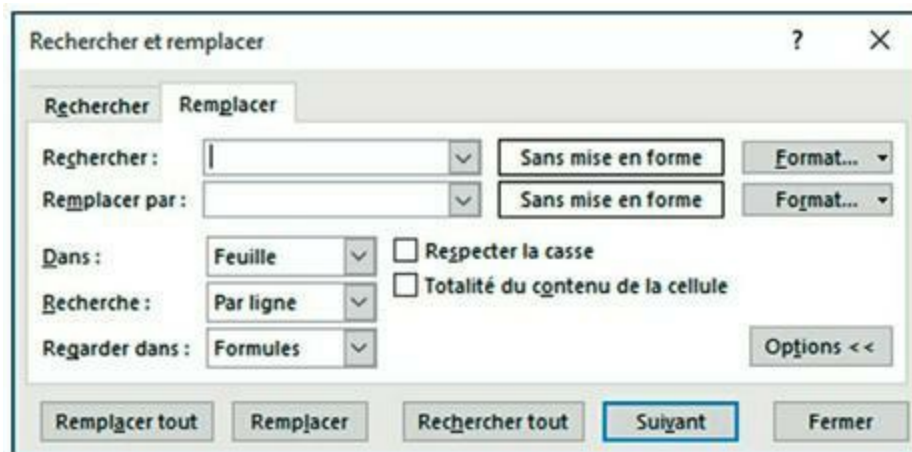 Rechercher et remplacer ? ×
Rechercher Remplacer
Rechercher : Sans mise en forme Format...
Remplacer par : Sans mise en forme Format...
Dans : Feuille Respecter la casse
Recherche : Par ligne Totalité du contenu de la cellule
Regarder dans : Formules Options <<
Remplacer tout Remplacer Rechercher tout Suivant Fermer